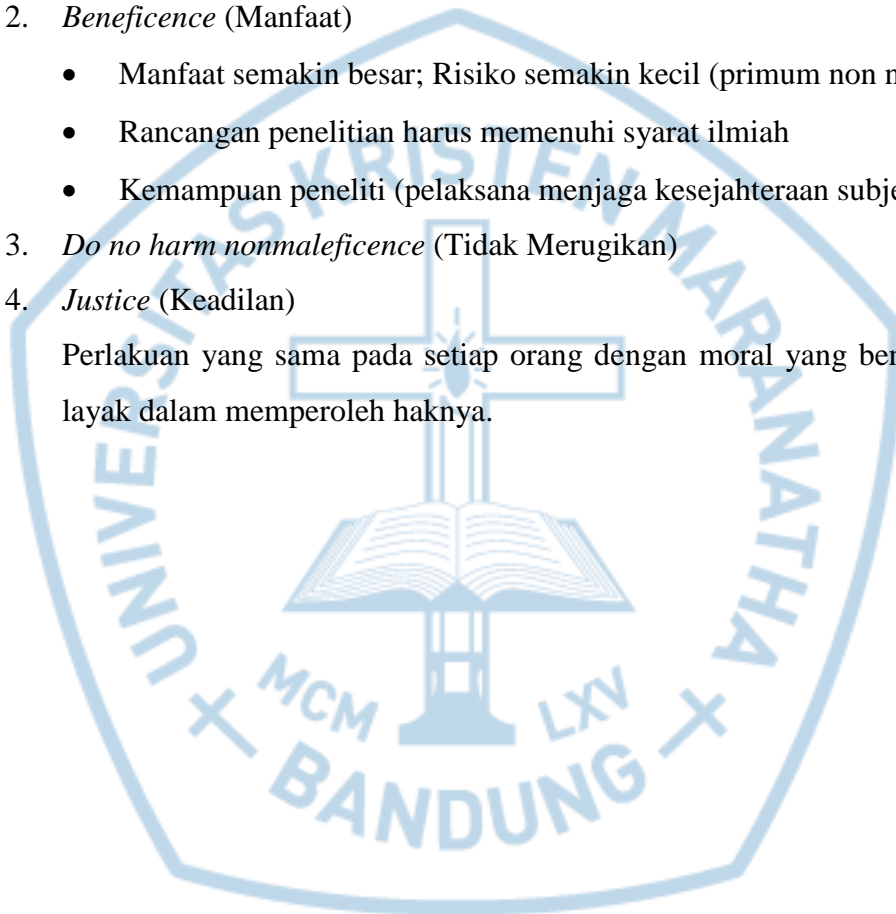 2. Beneficence (Manfaat)
• Manfaat semakin besar; Risiko semakin kecil (primum non
• Rancangan penelitian harus memenuhi syarat ilmiah
• Kemampuan peneliti (pelaksana menjaga kesejahteraan
3. Do no harm nonmaleficence (Tidak Merugikan)
4. Justice (Keadilan)
Perlakuan yang sama pada setiap orang dengan moral yang
layak dalam memperoleh haknya.
UNIVERSITAS KRISTEN MARANATHA
MCM LXV
BANDUNG